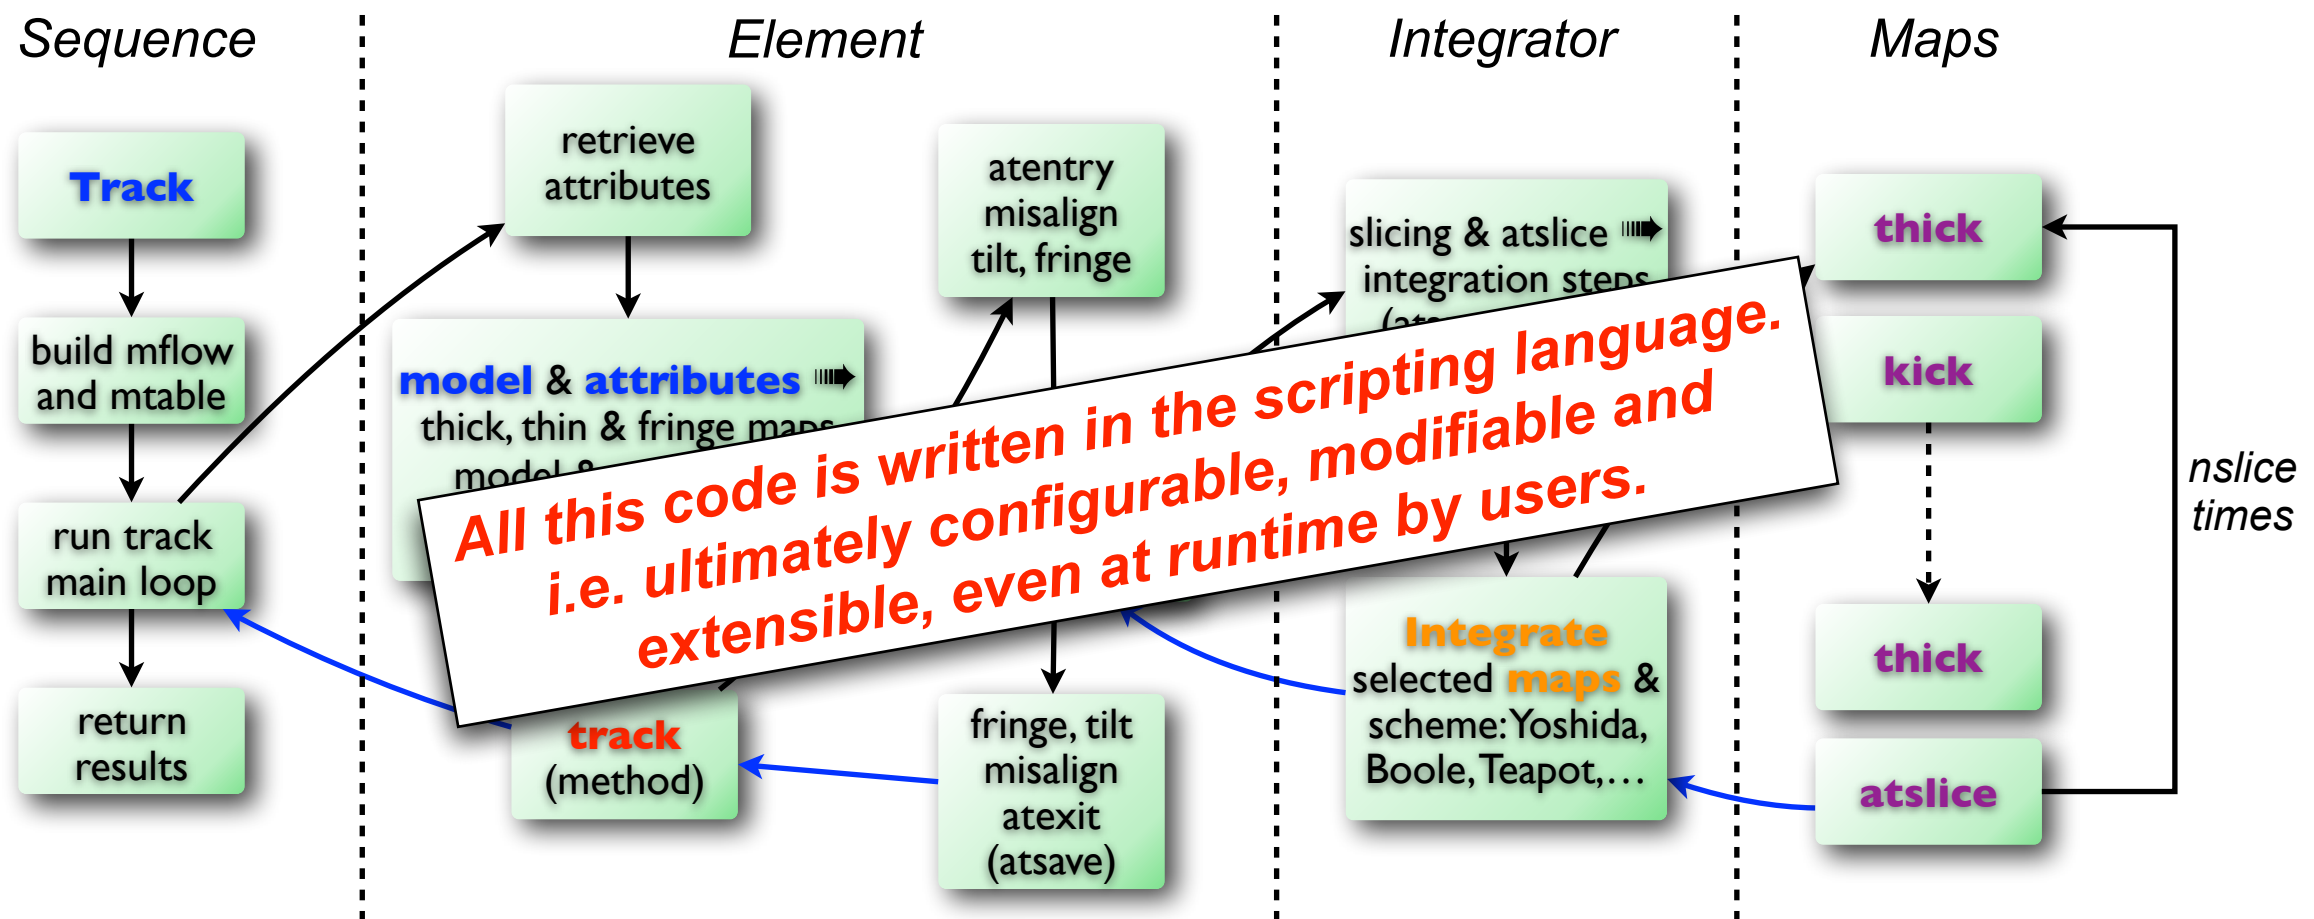 Sequence
Element
Integrator
Maps
Track
build mflow
and mtable
run track
main loop
return
results
retrieve
attributes
model & attributes ➠
thick, thin & fringe maps
model
atentry
misalign
tilt, fringe
track
(method)
fringe, tilt
misalign
atexit
(atsave)
slicing & atslice ➠
integration steps
Integrate
selected maps &
scheme: Yoshida,
Boole, Teapot,…
thick
kick
thick
atslice
nslice
times
All this code is written in the scripting language.
i.e. ultimately configurable, modifiable and
extensible, even at runtime by users.